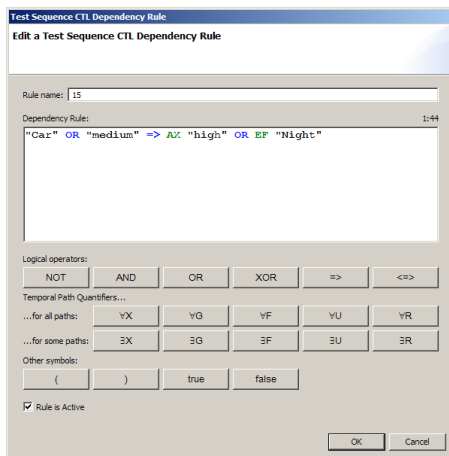 Test Sequence CTL Dependency Rule
Edit a Test Sequence CTL Dependency Rule
Rule name: 15
Dependency Rule: 1:44
"Car" OR "medium" => AX "high" OR EF "Night"
Logical operators:
NOT AND OR XOR => <=>
Temporal Path Quantifiers...
...for all paths: ∀X ∀G ∀F ∀U ∀R
...for some paths: ∃X ∃G ∃F ∃U ∃R
Other symbols:
( ) true false
Rule is Active
OK Cancel